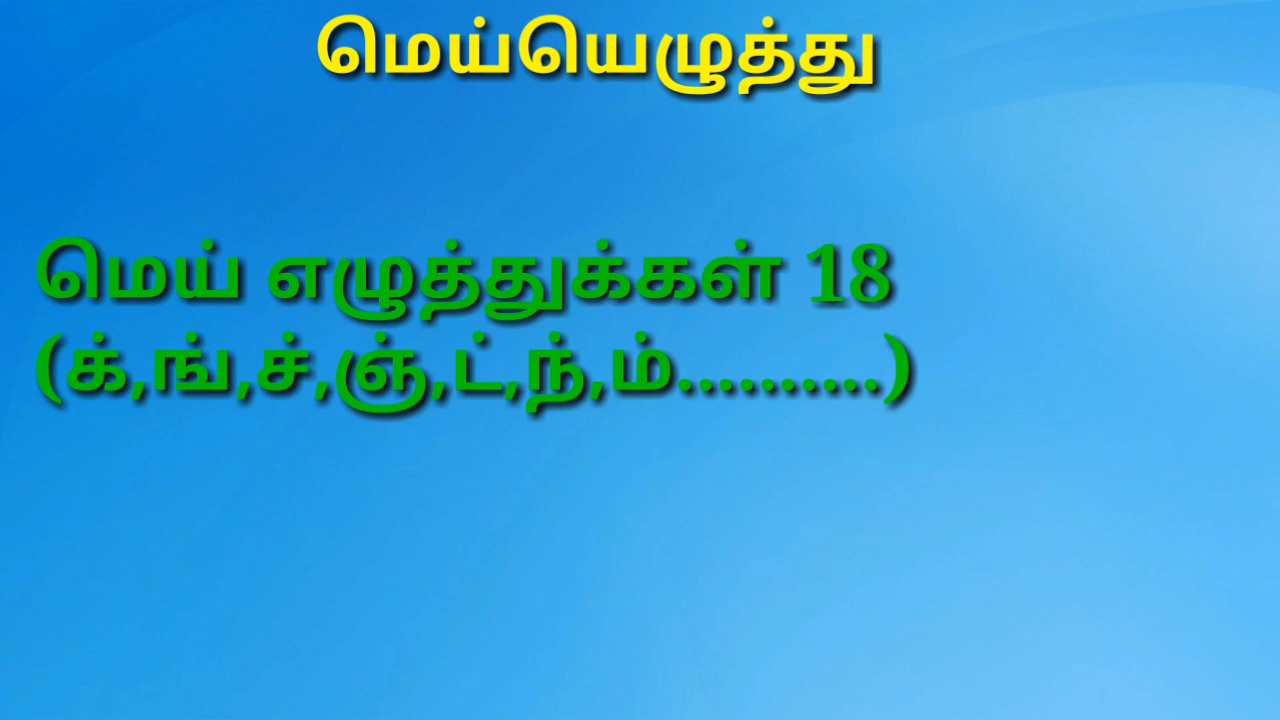 மெய்யெழுத்து
மெய் எழுத்துக்கள் 18
(க்,ங்,ச்,ஞ்,ட்,ந்,ம்..........)